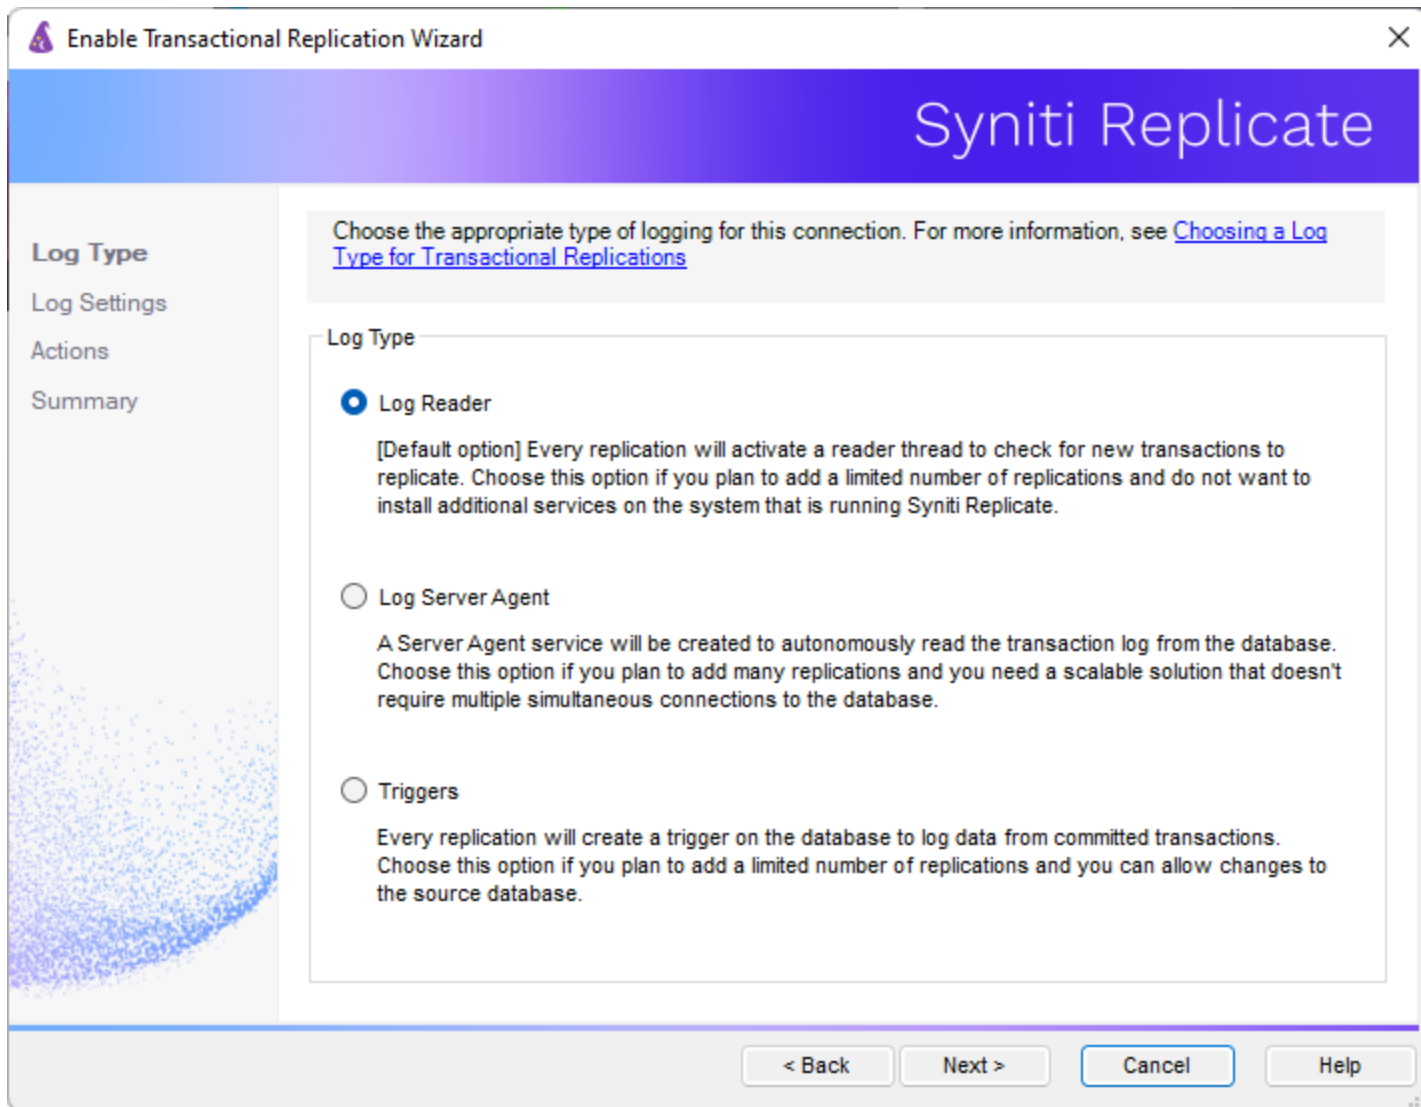 Enable Transactional Replication Wizard
Syniti Replicate
Log Type
Log Settings
Actions
Summary
Choose the appropriate type of logging for this connection. For more information, see Choosing a Log
Type for Transactional Replications
Log Type
Log Reader
[Default option] Every replication will activate a reader thread to check for new transactions to
replicate. Choose this option if you plan to add a limited number of replications and do not want to
install additional services on the system that is running Syniti Replicate.
Log Server Agent
A Server Agent service will be created to autonomously read the transaction log from the database.
Choose this option if you plan to add many replications and you need a scalable solution that doesn't
require multiple simultaneous connections to the database.
Triggers
Every replication will create a trigger on the database to log data from committed transactions.
Choose this option if you plan to add a limited number of replications and you can allow changes to
the source database.
< Back
Next >
Cancel
Help